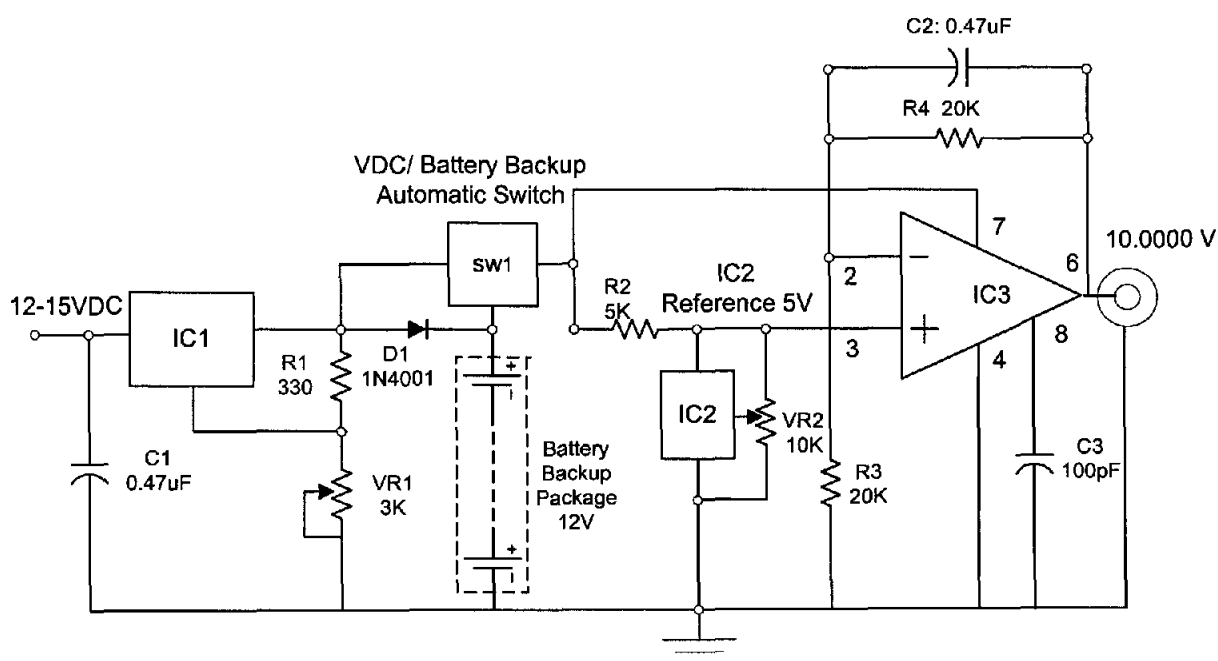 C2: 0.47uF
R4 20K
VDC/ Battery Backup
Automatic Switch
7
10.0000 V
sw1
6
2
−
IC2
Reference 5V
IC3
12-15VDC
R2
5K
+
8
IC1
3
4
R1
330
D1
1N4001
+
IC2
VR2
10K
C1
0.47uF
VR1
3K
Battery
Backup
Package
12V
R3
20K
C3
100pF
+